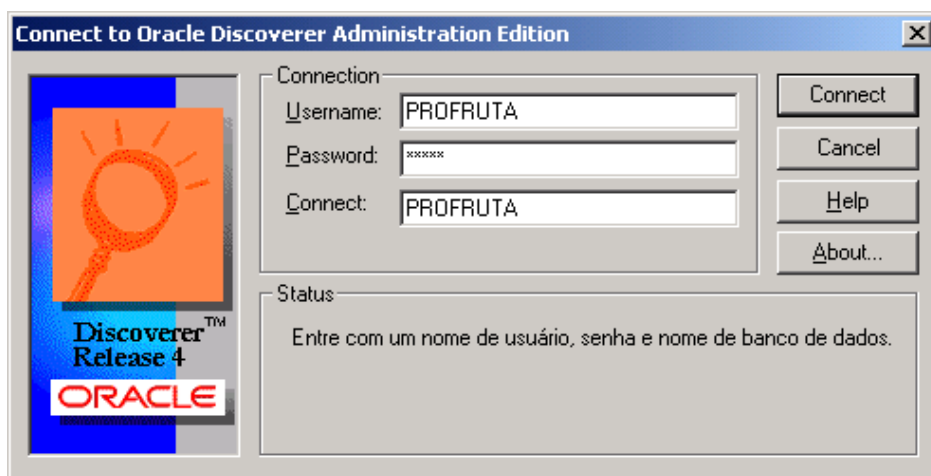 Connect to Oracle Discoverer Administration Edition
Connection
Username: PROFRUTA
Password: *****
Connect: PROFRUTA
Connect
Cancel
Help
About...
Discoverer™
Release 4
ORACLE
Status
Entre com um nome de usuário, senha e nome de banco de dados.